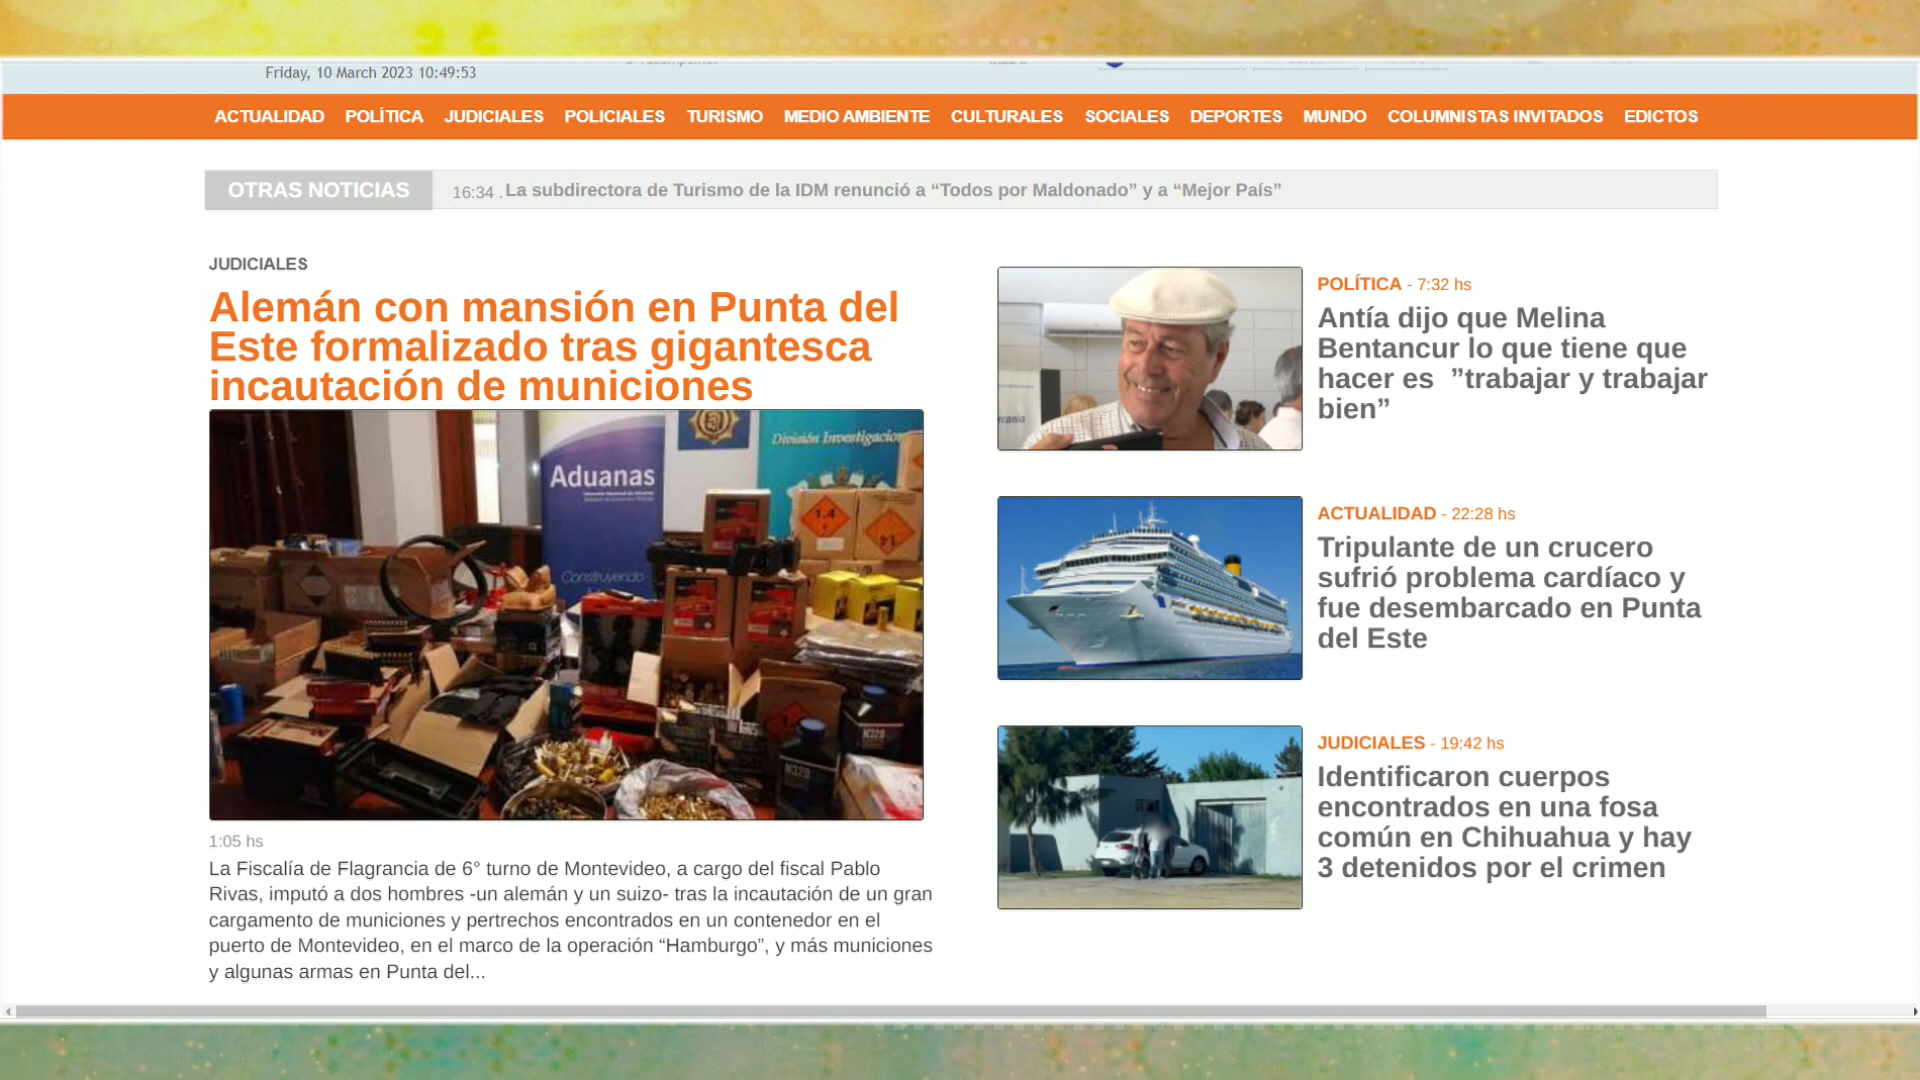 Friday, 10 March 2023 10:49:53
ACTUALIDAD POLÍTICA JUDICIALES POLICIALES TURISMO MEDIO AMBIENTE CULTURALES SOCIALES DEPORTES MUNDO COLUMNISTAS INVITADOS EDICTOS
OTRAS NOTICIAS 16:34 . La subdirectora de Turismo de la IDM renunció a “Todos por Maldonado” y a “Mejor País”
JUDICIALES
Alemán con mansión en Punta del
Este formalizado tras gigantesca
incautación de municiones
División Investigacio
Aduanas
Construyendo
1.4
1.4
N320
N320
1:05 hs
La Fiscalía de Flagrancia de 6° turno de Montevideo, a cargo del fiscal Pablo
Rivas, imputó a dos hombres -un alemán y un suizo- tras la incautación de un gran
cargamento de municiones y pertrechos encontrados en un contenedor en el
puerto de Montevideo, en el marco de la operación “Hamburgo”, y más municiones
y algunas armas en Punta del...
POLÍTICA - 7:32 hs
Antía dijo que Melina
Bentancur lo que tiene que
hacer es ”trabajar y trabajar
bien”
ACTUALIDAD - 22:28 hs
Tripulante de un crucero
sufrió problema cardíaco y
fue desembarcado en Punta
del Este
JUDICIALES - 19:42 hs
Identificaron cuerpos
encontrados en una fosa
común en Chihuahua y hay
3 detenidos por el crimen